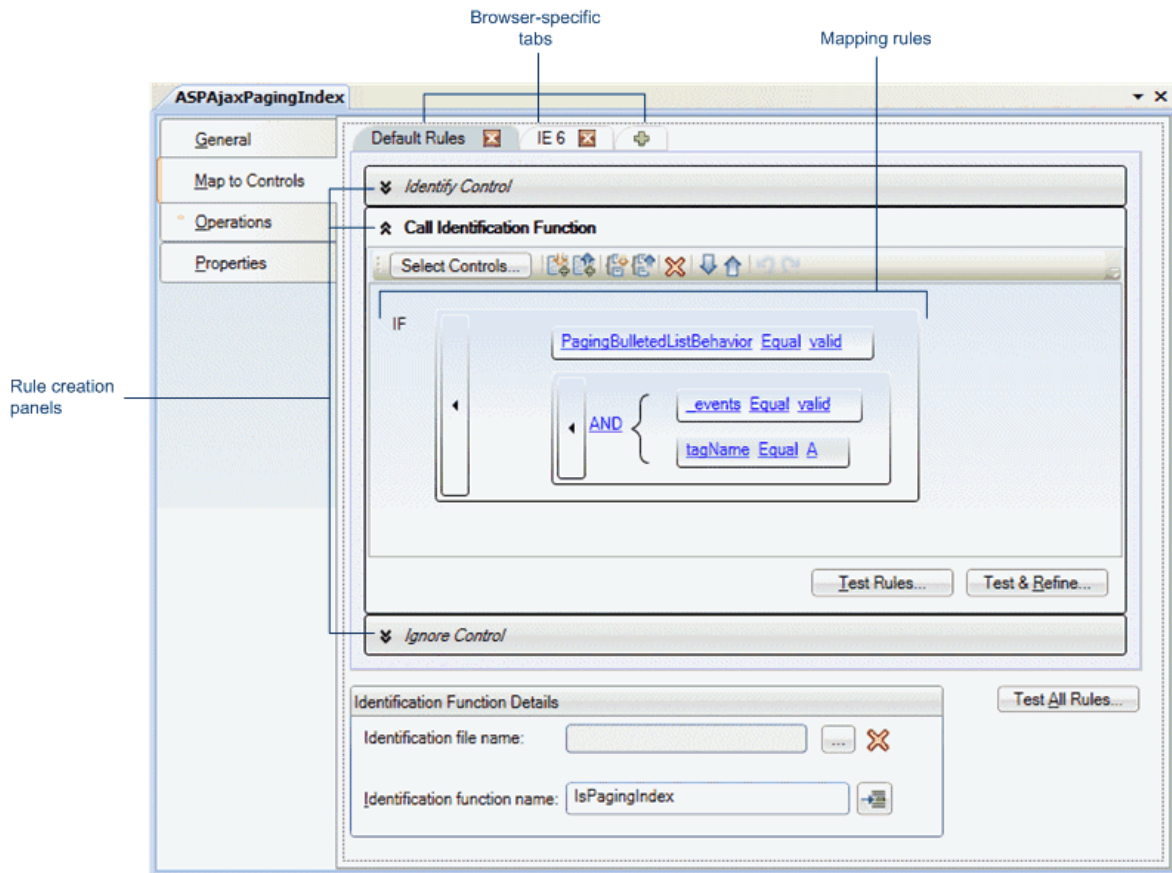 Browser-specific
tabs
Mapping rules
ASPAjaxPagingIndex
General
Map to Controls
Operations
Properties
Default Rules
IE 6
Identify Control
Call Identification Function
Select Controls...
IF
PagingBulletedListBehavior Equal valid
AND
_events Equal valid
tagName Equal A
Rule creation
panels
Test Rules...
Test & Refine...
Ignore Control
Identification Function Details
Test All Rules...
Identification file name:
...
Identification function name:
IsPagingIndex